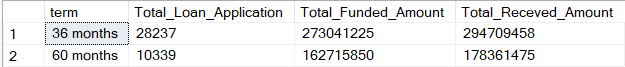 term Total_Loan_Application Total_Funded_Amount Total_Receved_Amount
1 36 months 28237 273041225 294709458
2 60 months 10339 162715850 178361475